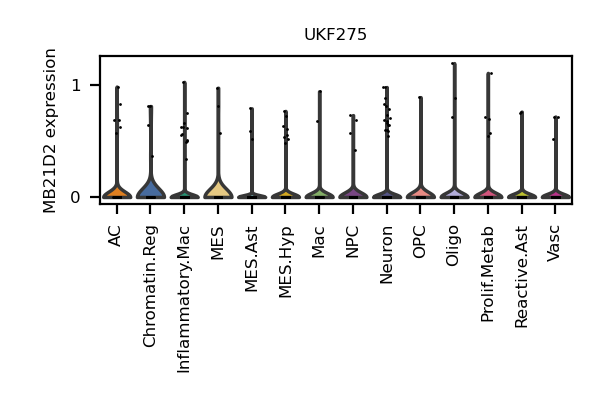 UKF275
MB21D2 expression
1
0
AC
Chromatin.Reg
Inflammatory.Mac
MES
MES.Ast
MES.Hyp
Mac
NPC
Neuron
OPC
Oligo
Prolif.Metab
Reactive.Ast
Vasc